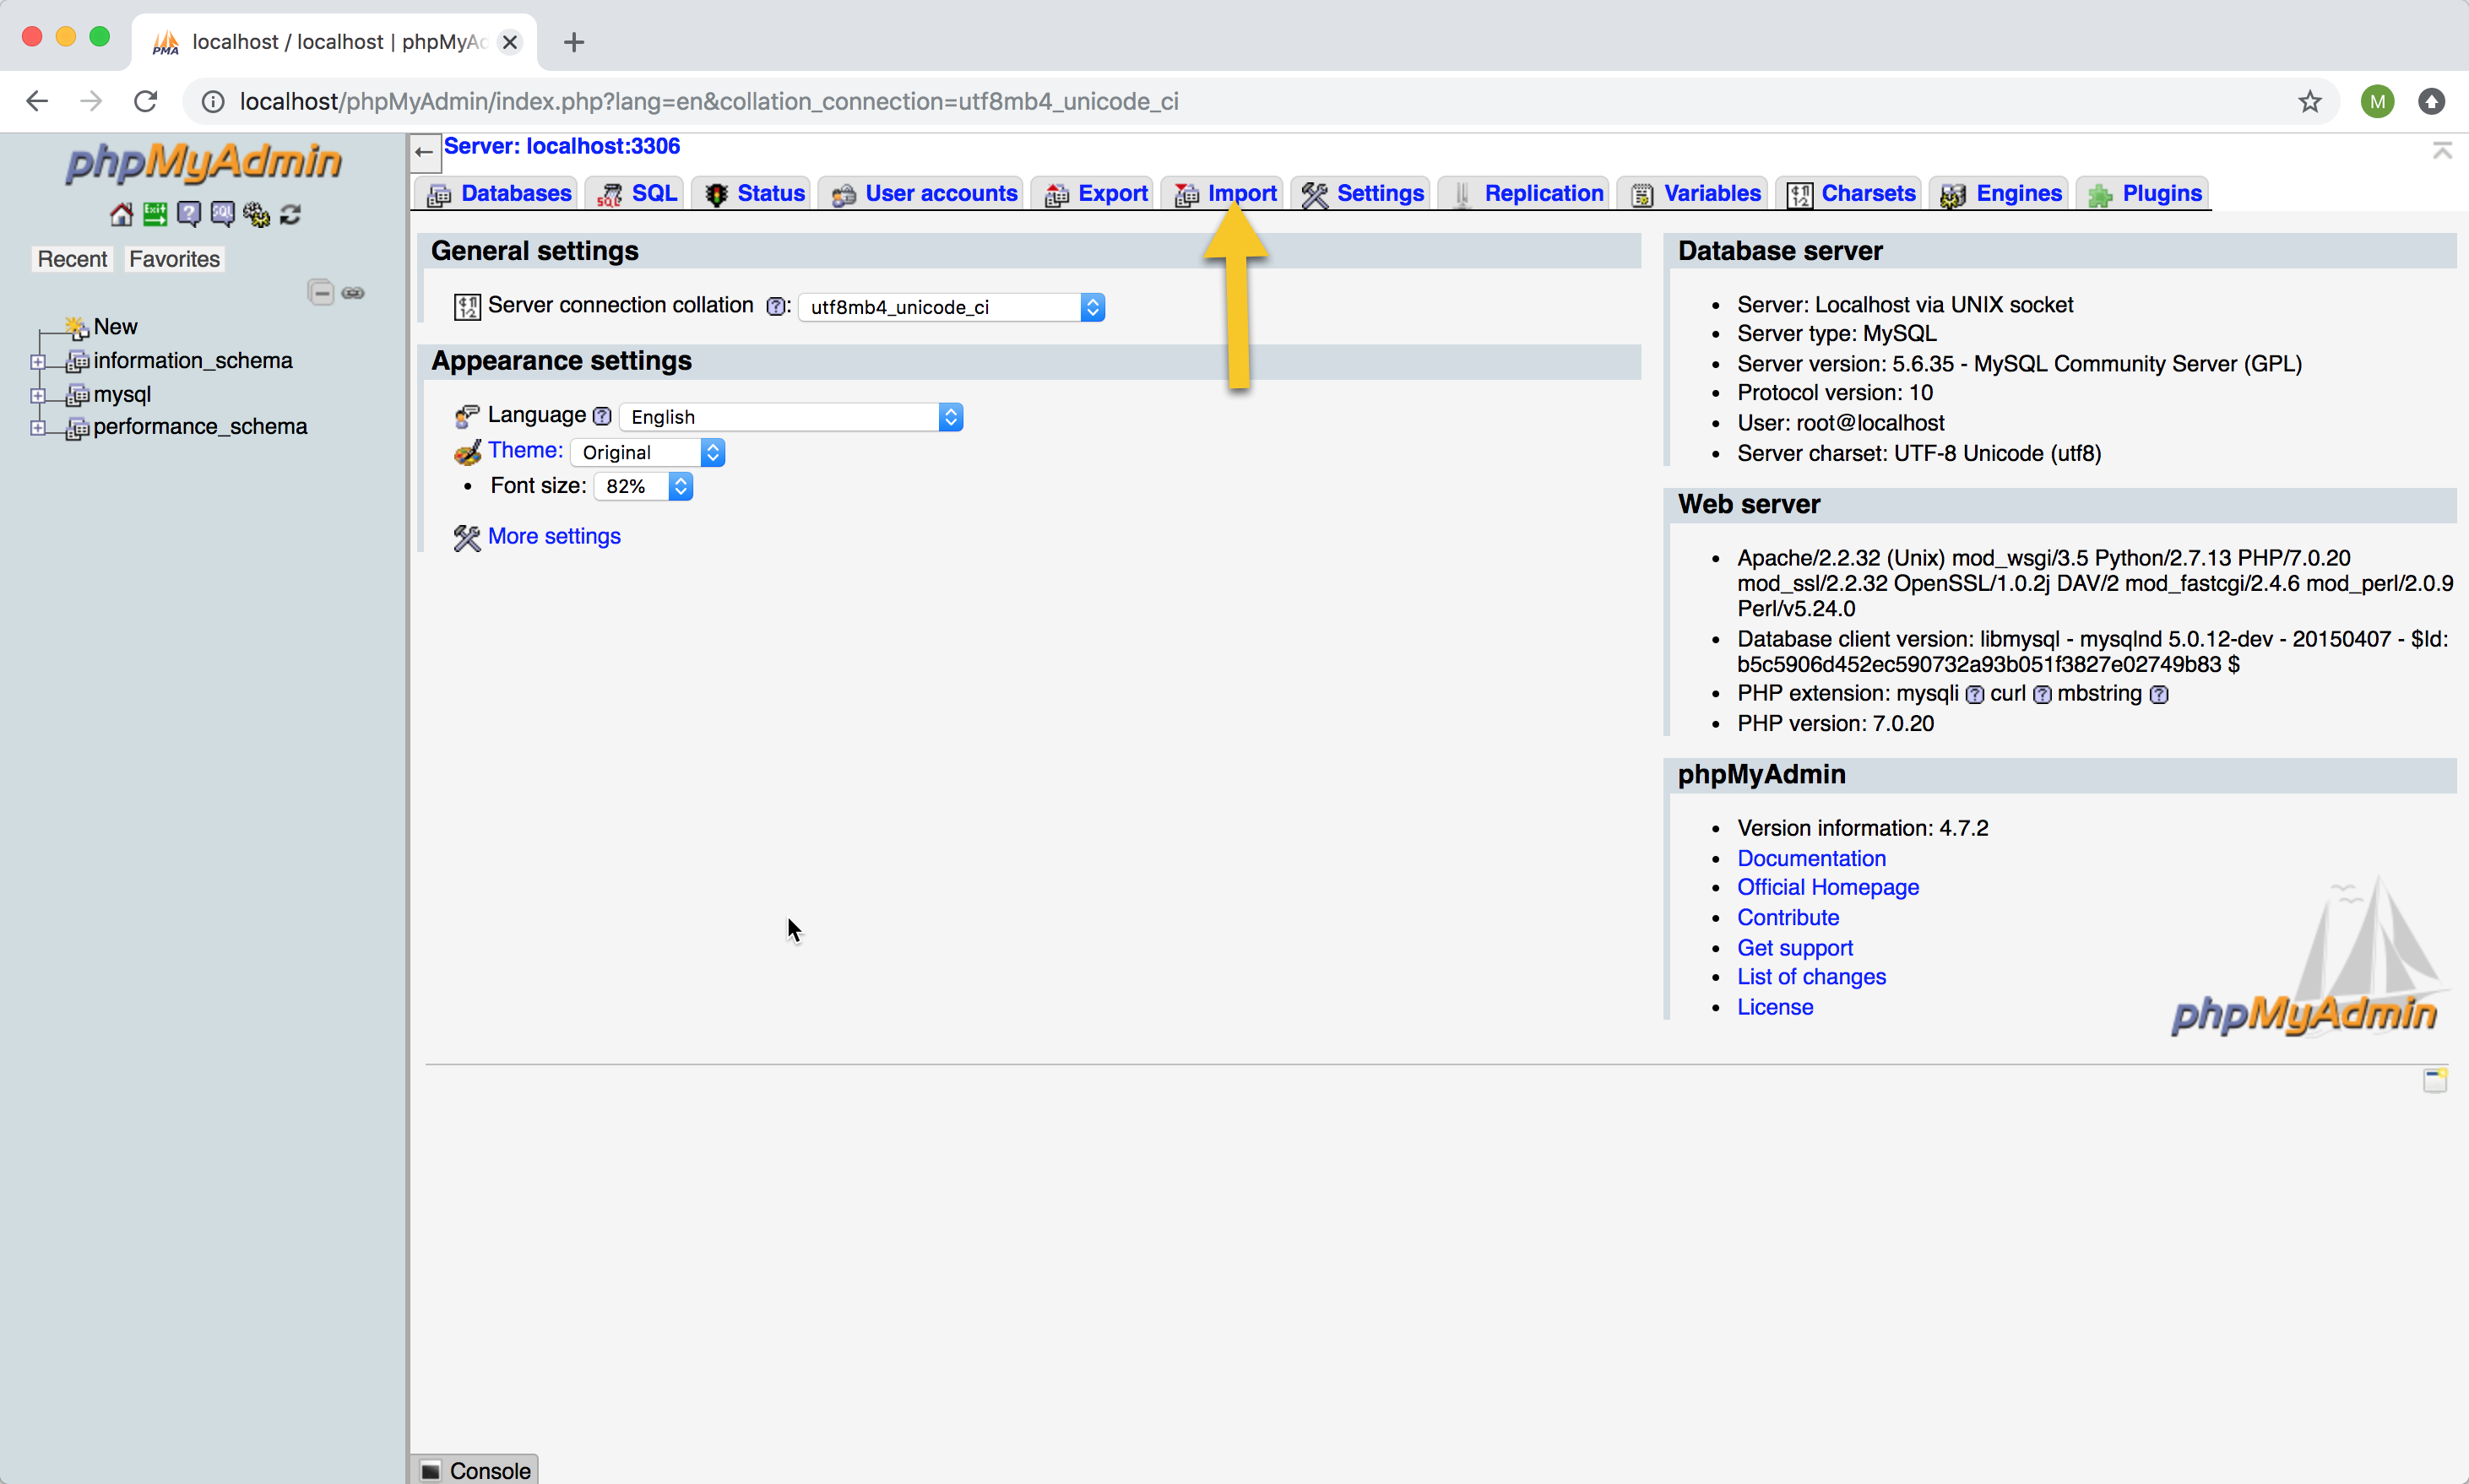 localhost / localhost | phpMyAd
localhost/phpMyAdmin/index.php?lang=en&collation_connection=utf8mb4_unicode_ci
M
phpMyAdmin
Recent
Favorites
New
information_schema
mysql
performance_schema
Server: localhost:3306
Databases
SQL
Status
User accounts
Export
Import
Settings
Replication
Variables
Charsets
Engines
Plugins
General settings
Server connection collation : utf8mb4_unicode_ci
Appearance settings
Language English
Theme: Original
• Font size: 82%
More settings
Database server
• Server: Localhost via UNIX socket
• Server type: MySQL
• Server version: 5.6.35 - MySQL Community Server (GPL)
• Protocol version: 10
• User: root@localhost
• Server charset: UTF-8 Unicode (utf8)
Web server
• Apache/2.2.32 (Unix) mod_wsgi/3.5 Python/2.7.13 PHP/7.0.20
mod_ssl/2.2.32 OpenSSL/1.0.2j DAV/2 mod_fastcgi/2.4.6 mod_perl/2.0.9
Perl/v5.24.0
• Database client version: libmysql - mysqlnd 5.0.12-dev - 20150407 - $Id:
b5c5906d452ec590732a93b051f3827e02749b83 $
• PHP extension: mysqli curl mbstring
• PHP version: 7.0.20
phpMyAdmin
• Version information: 4.7.2
• Documentation
• Official Homepage
• Contribute
• Get support
• List of changes
• License
phpMyAdmin
Console